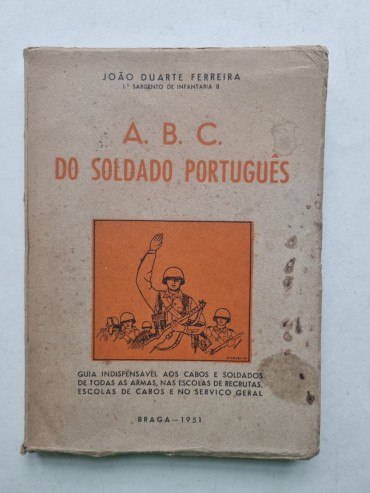 JOÃO DUARTE FERREIRA
1.º SARGENTO DE INFANTARIA 8
A. B. C.
DO SOLDADO PORTUGUÊS
GUIA INDISPENSÁVEL AOS CABOS E SOLDADOS
DE TODAS AS ARMAS, NAS ESCOLAS DE RECRUTAS,
ESCOLAS DE CABOS E NO SERVIÇO GERAL
BRAGA—1951